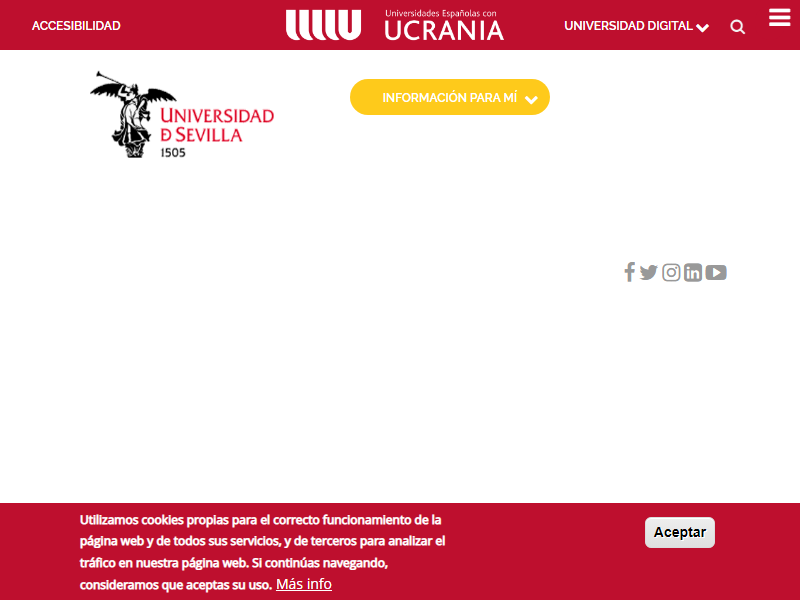 ACCESIBILIDAD
Universidades Españolas con
UCRANIA
UNIVERSIDAD DIGITAL
UNIVERSIDAD
Ð SEVILLA
1505
INFORMACIÓN PARA MÍ
Utilizamos cookies propias para el correcto funcionamiento de la
página web y de todos sus servicios, y de terceros para analizar el
tráfico en nuestra página web. Si continúas navegando,
consideramos que aceptas su uso. Más info
Aceptar